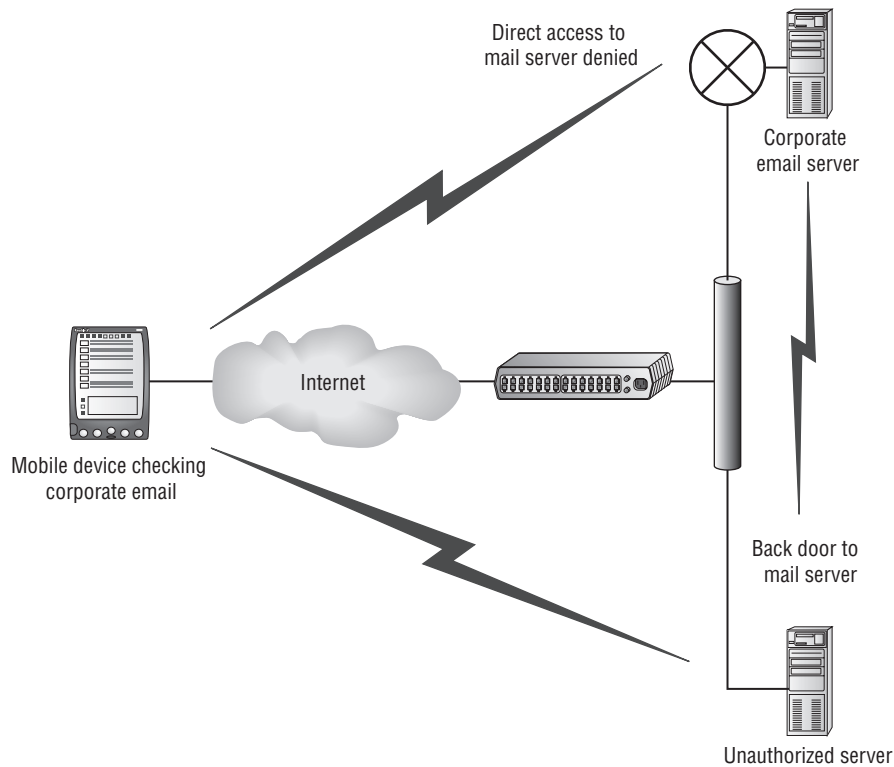 Direct access to
mail server denied
Corporate
email server
Internet
Mobile device checking
corporate email
Back door to
mail server
Unauthorized server